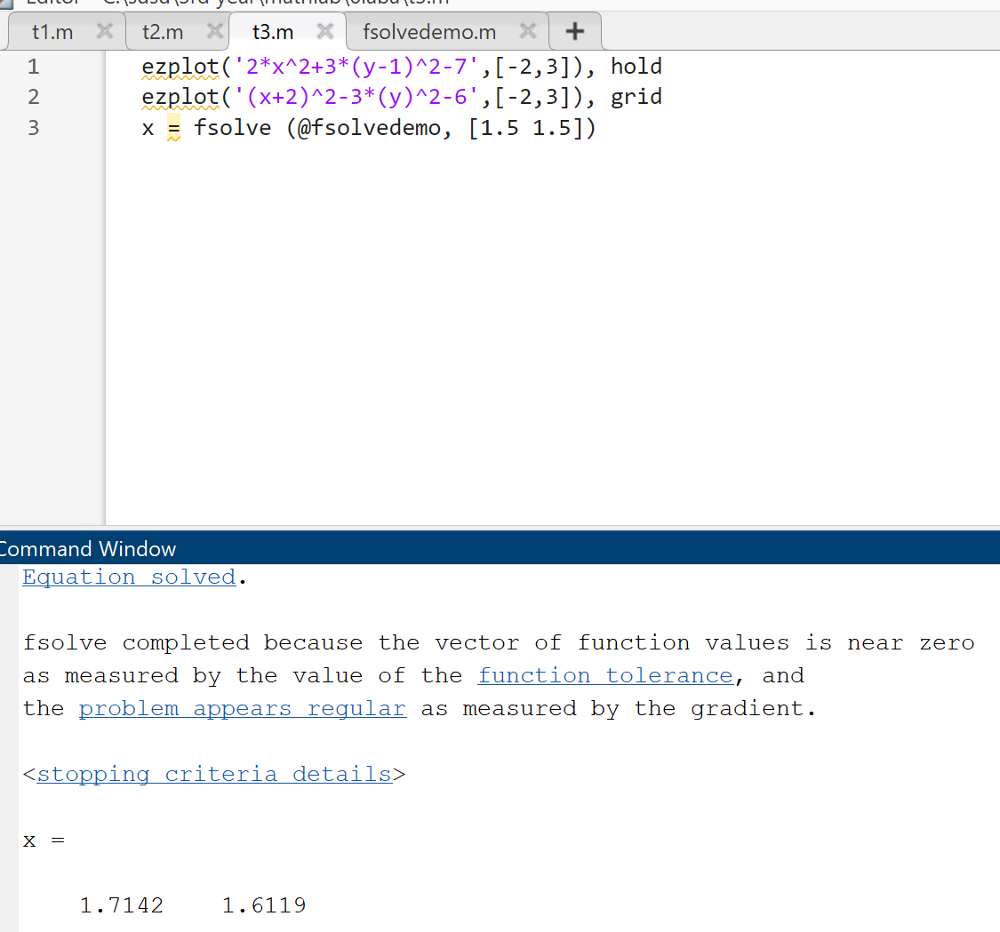 t1.m t2.m t3.m fsolvedemo.m +
1 ezplot('2*x^2+3*(y-1)^2-7',[-2,3]), hold
2 ezplot('(x+2)^2-3*(y)^2-6',[-2,3]), grid
3 x = fsolve (@fsolvedemo, [1.5 1.5])
Command Window
Equation solved.
fsolve completed because the vector of function values is near zero
as measured by the value of the function tolerance, and
the problem appears regular as measured by the gradient.
<stopping criteria details>
x =
1.7142 1.6119